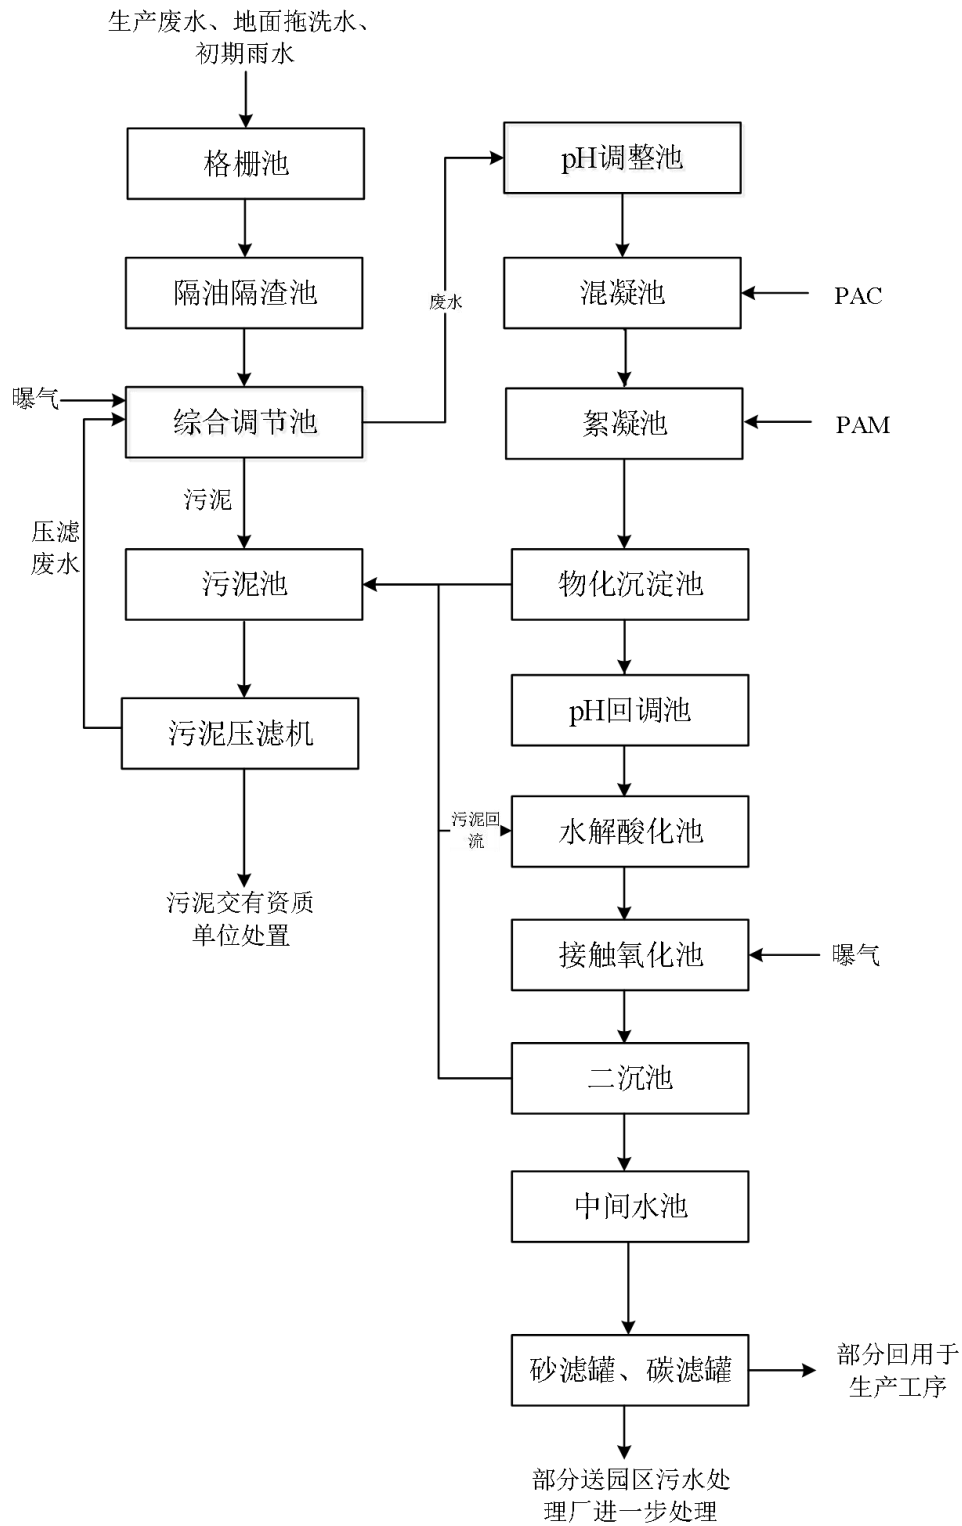 生产废水、地面拖洗水、
初期雨水
格栅池
隔油隔渣池
曝气
综合调节池
污泥
压滤
废水
污泥池
污泥压滤机
污泥交有资质
单位处置
废水
pH调整池
混凝池
PAC
絮凝池
PAM
物化沉淀池
pH回调池
污泥回
流
水解酸化池
接触氧化池
曝气
二沉池
中间水池
砂滤罐、碳滤罐
部分回用于
生产工序
部分送园区污水处
理厂进一步处理